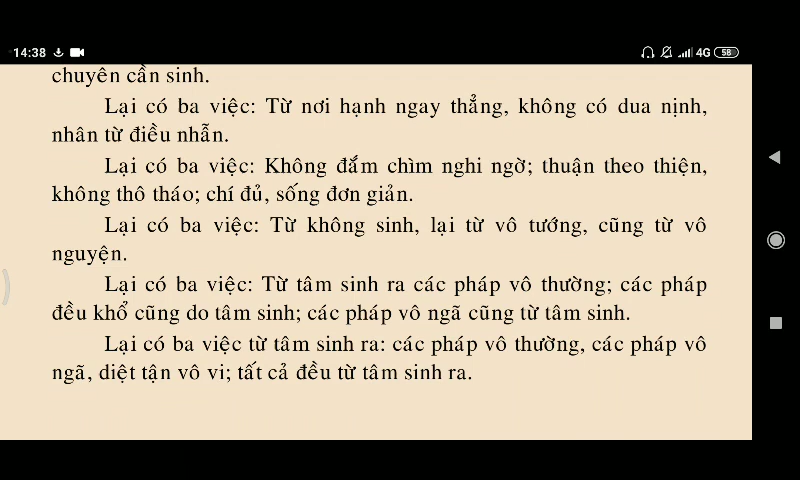 14:38
4G 58
chuyên cần sinh.
Lại có ba việc: Từ nơi hạnh ngay thẳng, không có dua nịnh,
nhân từ điều nhẫn.
Lại có ba việc: Không đắm chìm nghi ngờ; thuận theo thiện,
không thô tháo; chí đủ, sống đơn giản.
Lại có ba việc: Từ không sinh, lại từ vô tướng, cũng từ vô
nguyện.
Lại có ba việc: Từ tâm sinh ra các pháp vô thường; các pháp
đều khổ cũng do tâm sinh; các pháp vô ngã cũng từ tâm sinh.
Lại có ba việc từ tâm sinh ra: các pháp vô thường, các pháp vô
ngã, diệt tận vô vi; tất cả đều từ tâm sinh ra.